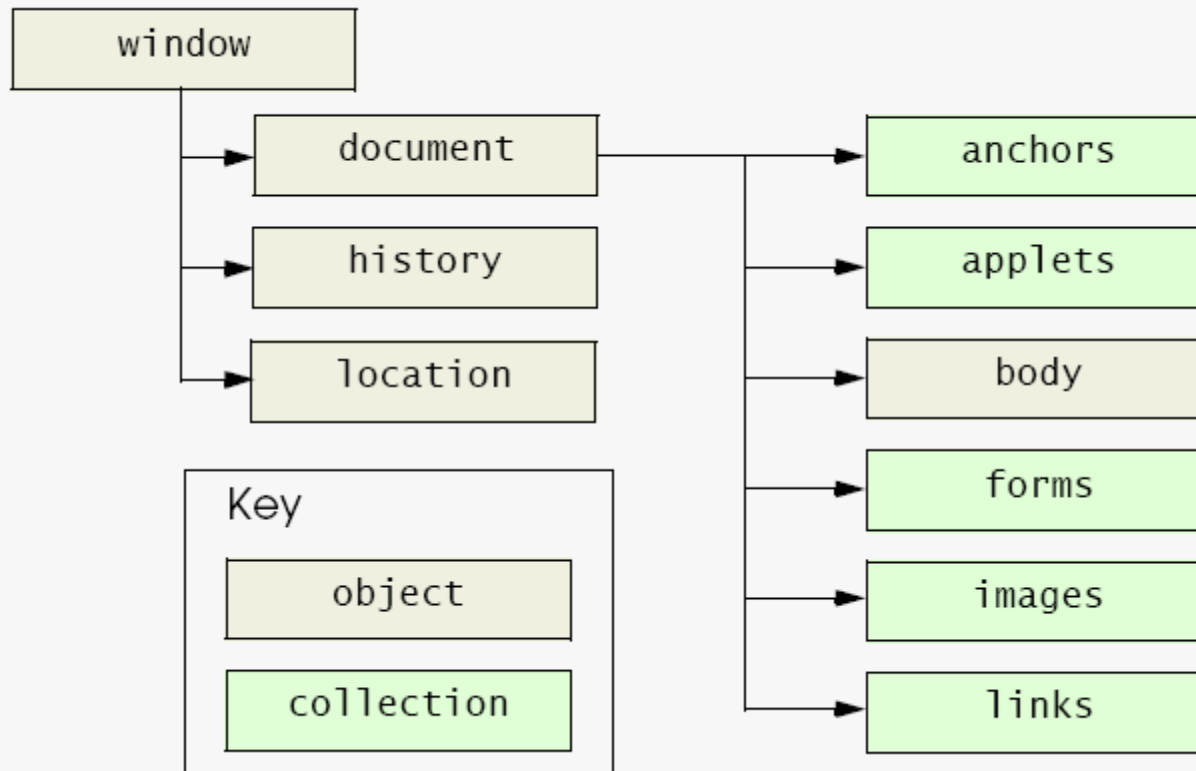 window
document
anchors
history
applets
location
body
forms
images
links
Key
object
collection